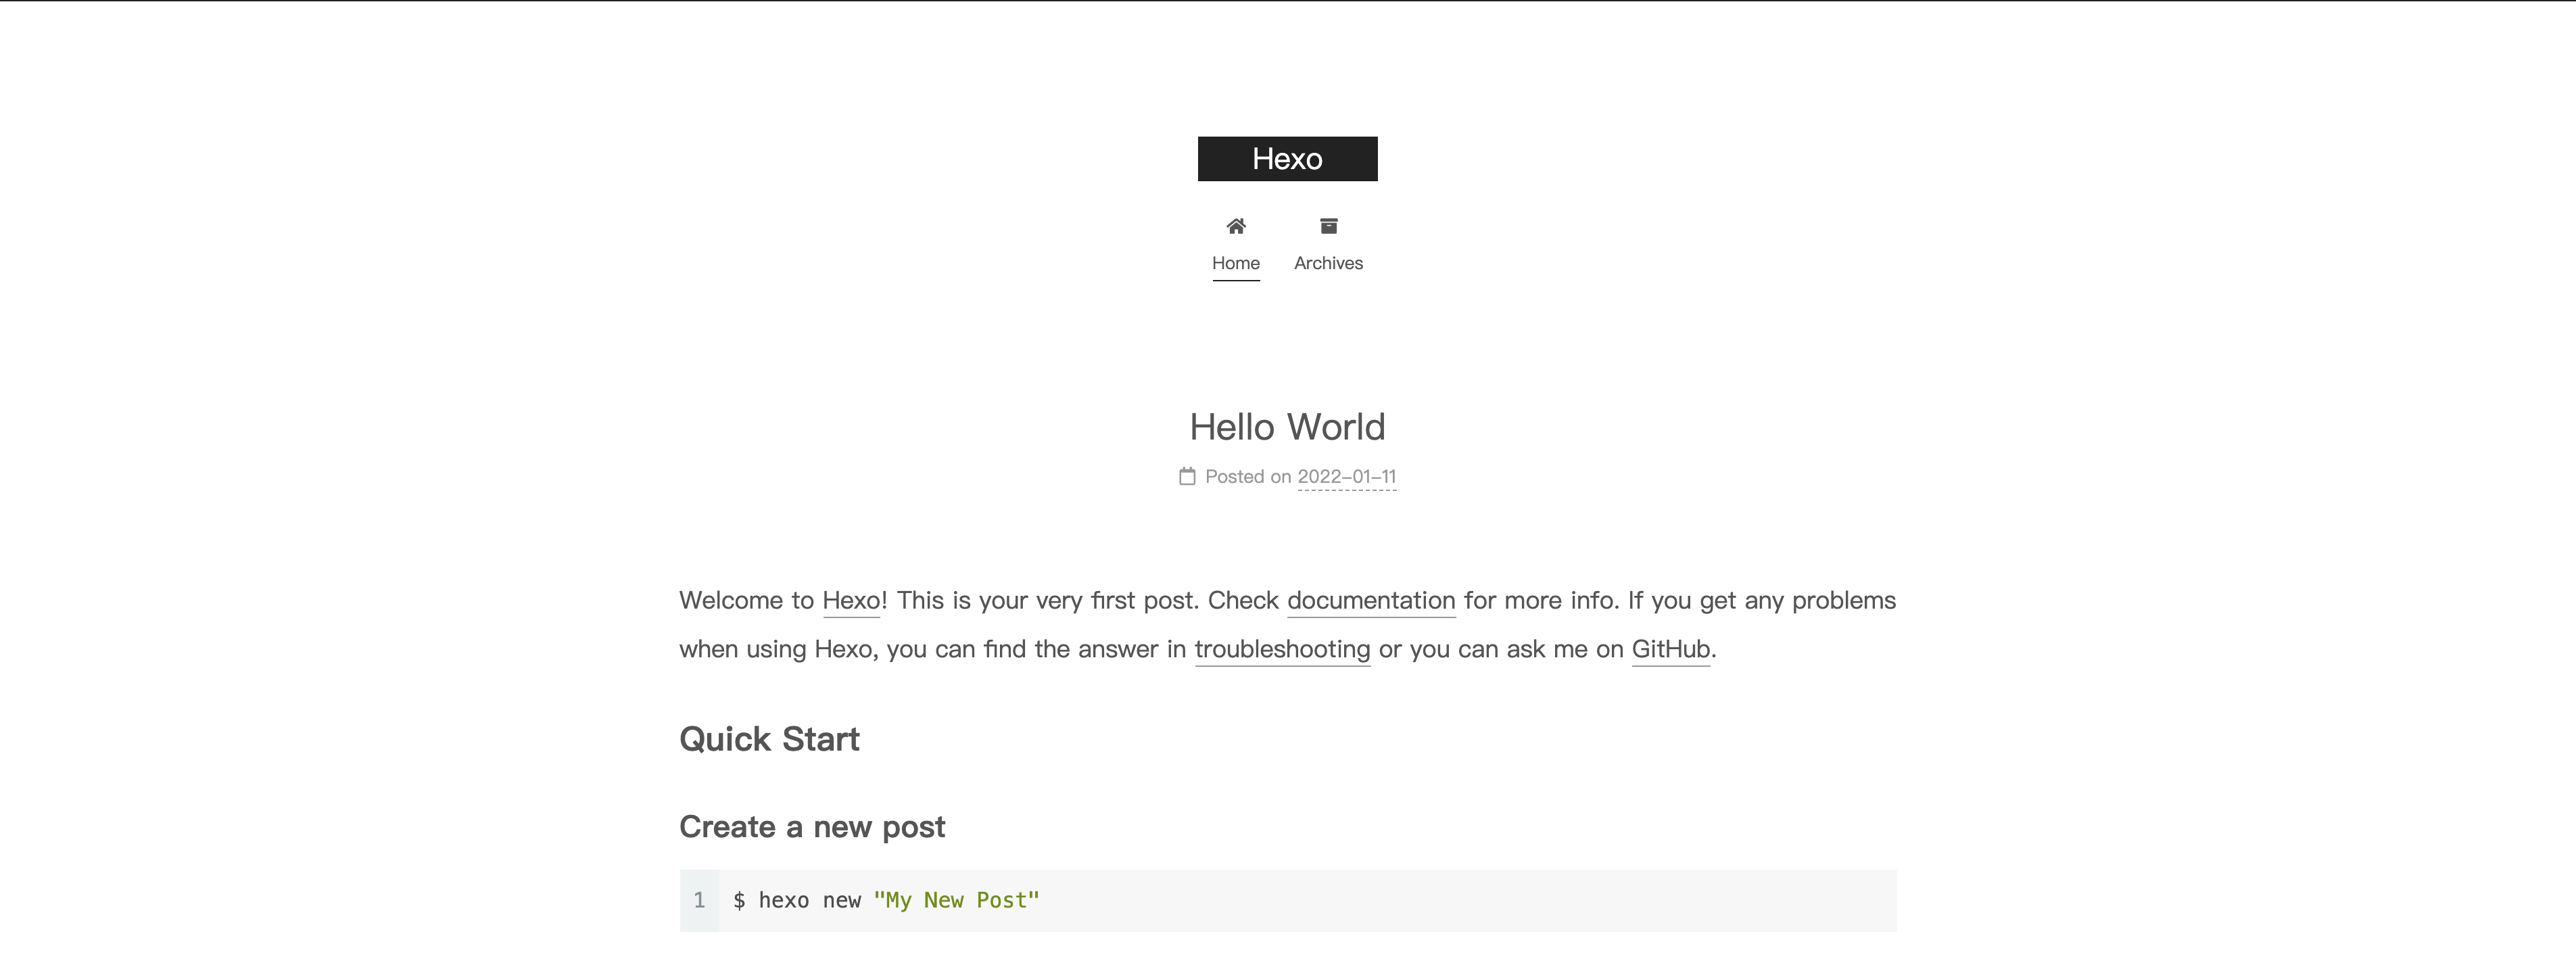 Hexo
Home Archives
Hello World
Posted on 2022-01-11
Welcome to Hexo! This is your very first post. Check documentation for more info. If you get any problems
when using Hexo, you can find the answer in troubleshooting or you can ask me on GitHub.
Quick Start
Create a new post
1 $ hexo new "My New Post"